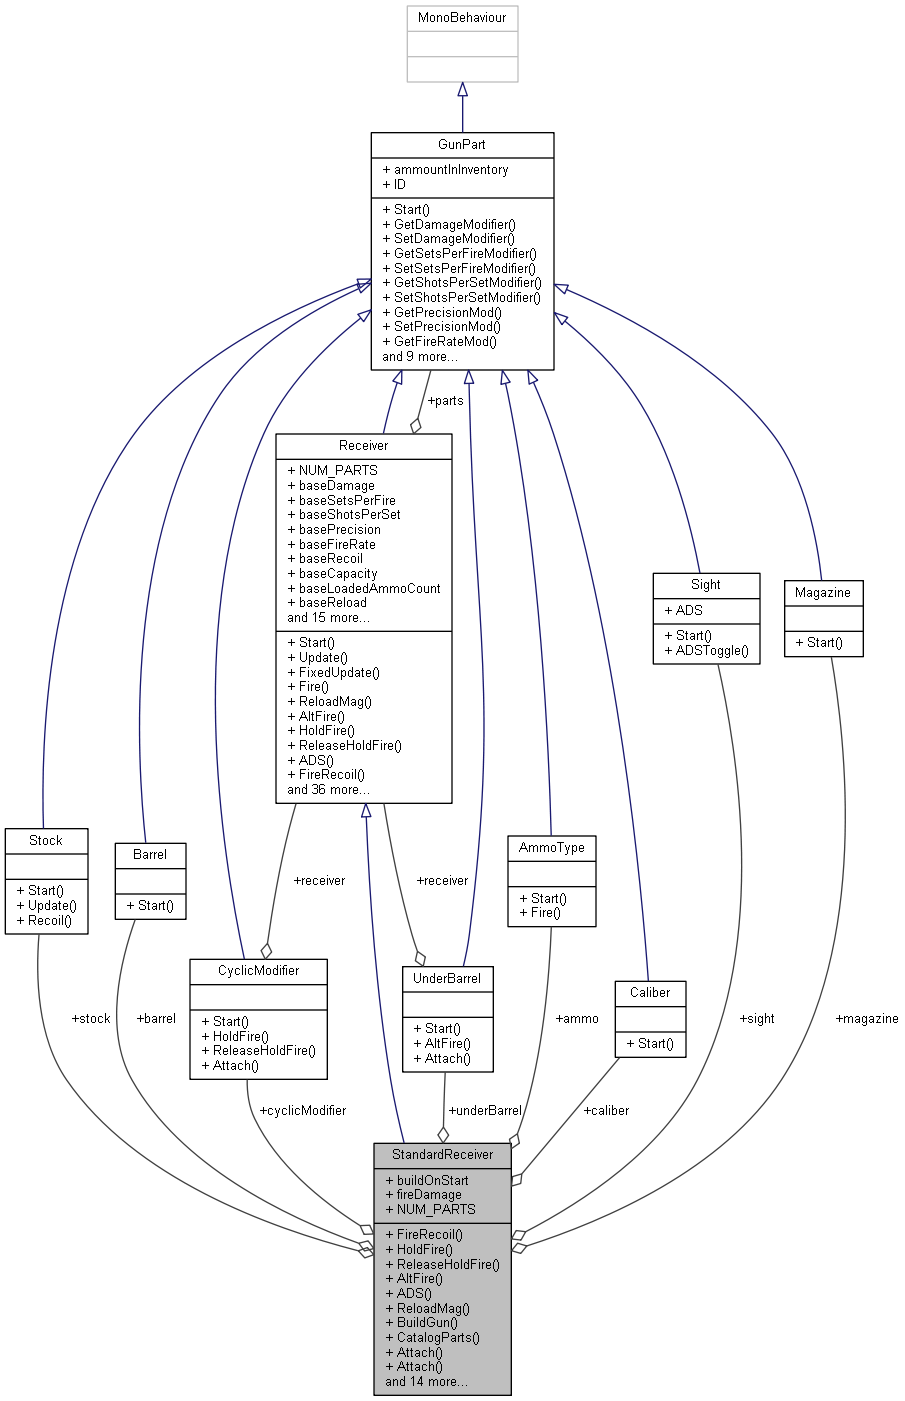 MonoBehaviour
GunPart
+ ammountInInventory
+ ID
+ Start()
+ GetDamageModifier()
+ SetDamageModifier()
+ GetSetsPerFireModifier()
+ SetSetsPerFireModifier()
+ GetShotsPerSetModifier()
+ SetShotsPerSetModifier()
+ GetPrecisionMod()
+ SetPrecisionMod()
+ GetFireRateMod()
and 9 more...
+parts
Receiver
+ NUM_PARTS
+ baseDamage
+ baseSetsPerFire
+ baseShotsPerSet
+ basePrecision
+ baseFireRate
+ baseRecoil
+ baseCapacity
+ baseLoadedAmmoCount
+ baseReload
and 15 more...
+ Start()
+ Update()
+ FixedUpdate()
+ Fire()
+ ReloadMag()
+ AltFire()
+ HoldFire()
+ ReleaseHoldFire()
+ ADS()
+ FireRecoil()
and 36 more...
Sight
+ ADS
+ Start()
+ ADSToggle()
Magazine
+ Start()
Stock
+ Start()
+ Update()
+ Recoil()
Barrel
+ Start()
+receiver
+receiver
AmmoType
+ Start()
+ Fire()
CyclicModifier
+ Start()
+ HoldFire()
+ ReleaseHoldFire()
+ Attach()
UnderBarrel
+ Start()
+ AltFire()
+ Attach()
Caliber
+ Start()
+stock
+barrel
+ammo
+sight
+magazine
+cyclicModifier
+underBarrel
+caliber
StandardReceiver
+ buildOnStart
+ fireDamage
+ NUM_PARTS
+ FireRecoil()
+ HoldFire()
+ ReleaseHoldFire()
+ AltFire()
+ ADS()
+ ReloadMag()
+ BuildGun()
+ CatalogParts()
+ Attach()
+ Attach()
and 14 more...